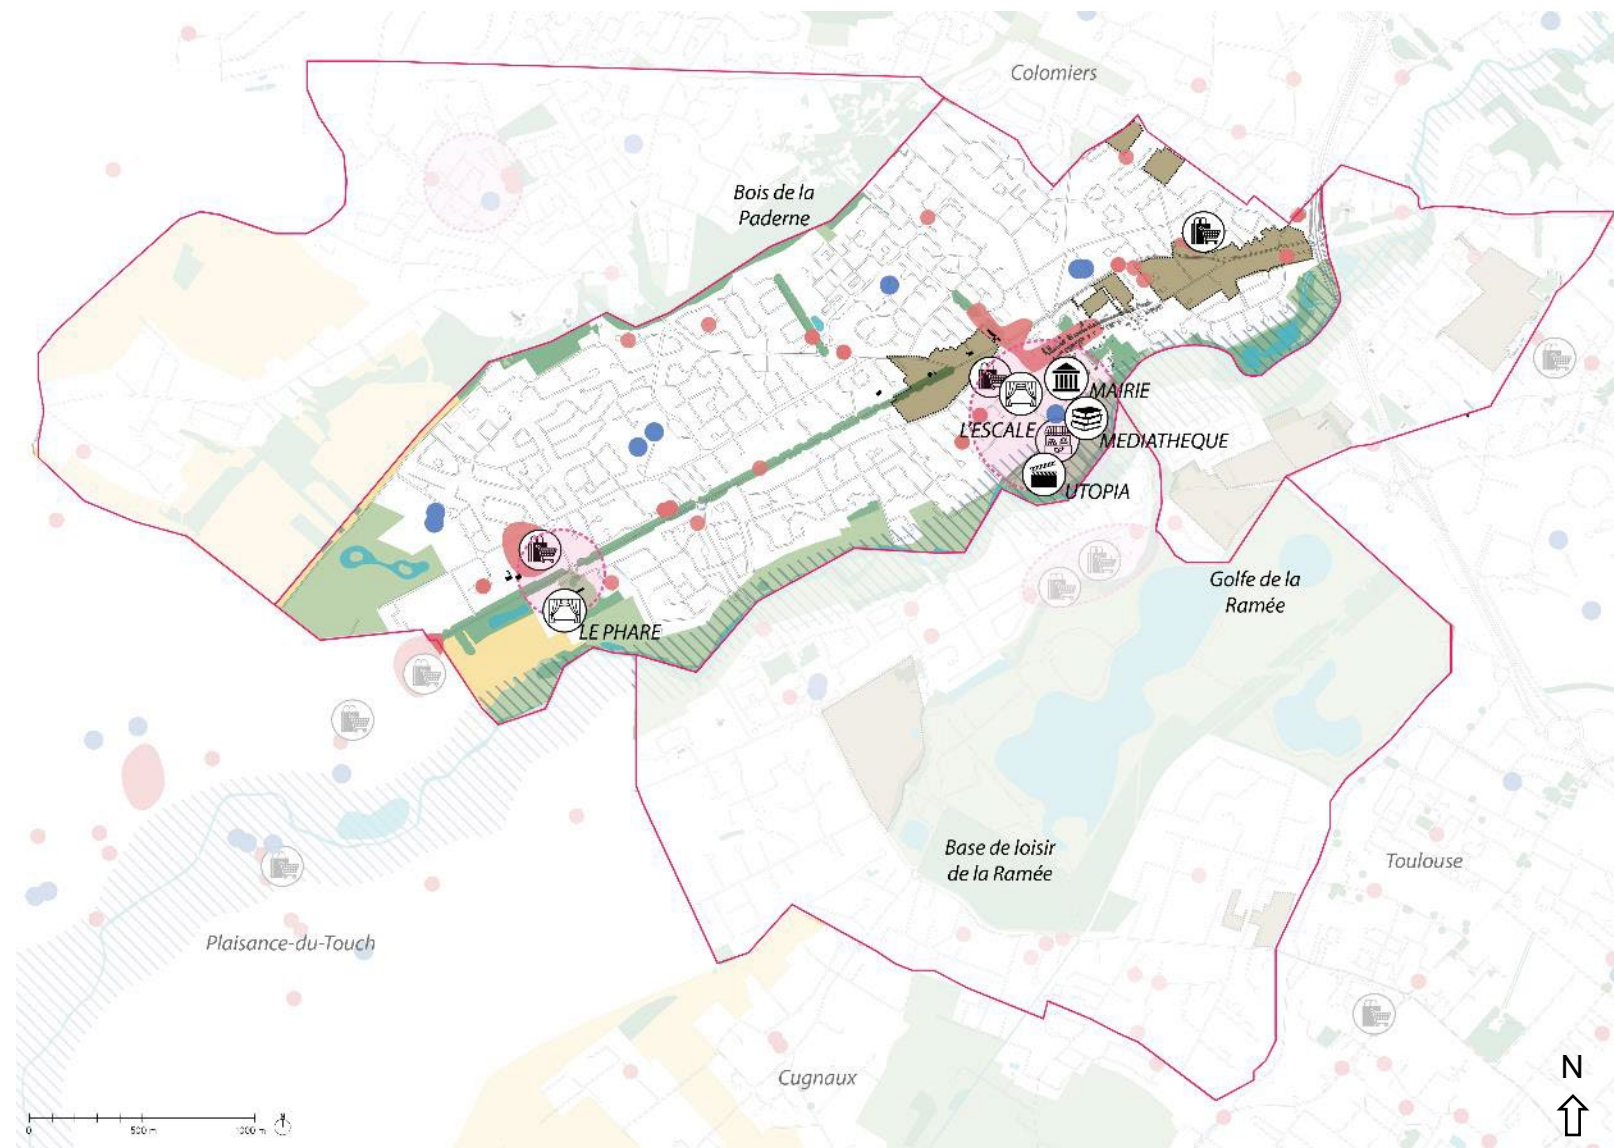 Colomiers
Bois de la
Paderne
MAIRIE
L'ESCALE
MEDIATHEQUE
UTOPIA
Golfe de la
Ramée
LE PHARE
Base de loisir
de la Ramée
Toulouse
Plaisance-du-Touch
Cugnaux
N
0
500 m
1000 m
N